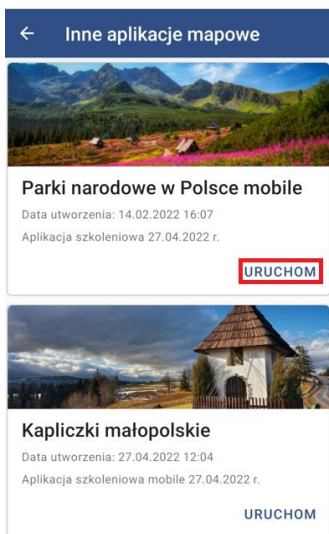 Inne aplikacje mapowe
Parki narodowe w Polsce mobile
Data utworzenia: 14.02.2022 16:07
Aplikacja szkoleniowa 27.04.2022 r.
URUCHOM
Kapliczki małopolskie
Data utworzenia: 27.04.2022 12:04
Aplikacja szkoleniowa mobile 27.04.2022 r.
URUCHOM